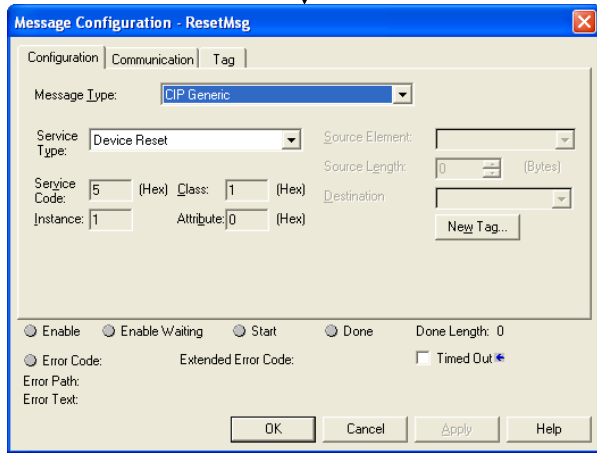 Message Configuration - ResetMsg
Configuration Communication Tag
Message Type: CIP Generic
Service Type: Device Reset
Source Element:
Source Length: 0 (Bytes)
Service Code: 5 (Hex) Class: 1 (Hex)
Destination
Instance: 1 Attribute: 0 (Hex)
New Tag...
Enable Enable Waiting Start Done Done Length: 0
Error Code: Extended Error Code: Timed Out
Error Path:
Error Text:
OK Cancel Apply Help